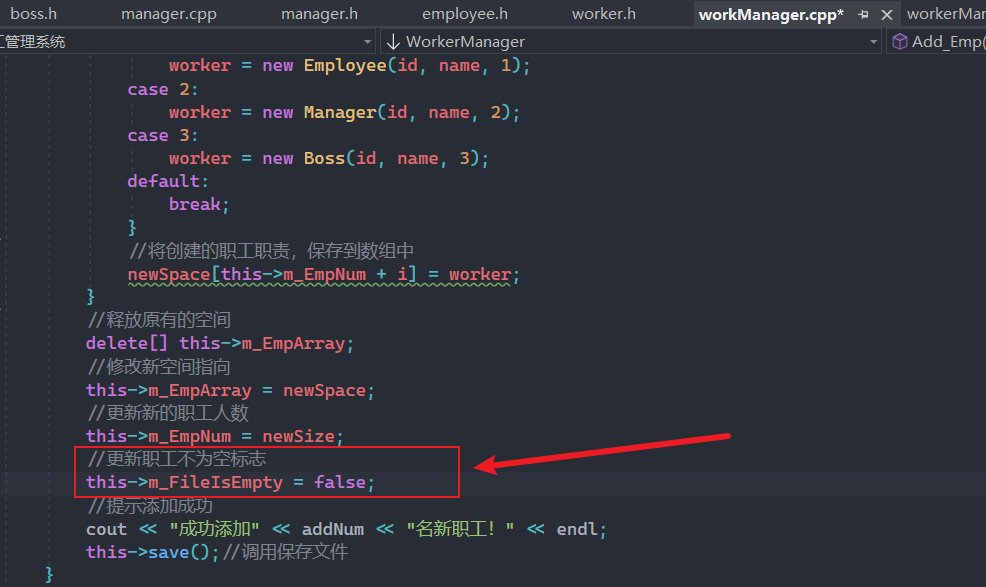 boss.h manager.cpp manager.h employee.h worker.h workManager.cpp* workerMan
工管理系统 WorkerManager Add_Emp(
worker = new Employee(id, name, 1);
case 2:
worker = new Manager(id, name, 2);
case 3:
worker = new Boss(id, name, 3);
default:
break;
}
//将创建的职工职责，保存到数组中
newSpace[this->m_EmpNum + i] = worker;
}
//释放原有的空间
delete[] this->m_EmpArray;
//修改新空间指向
this->m_EmpArray = newSpace;
//更新新的职工人数
this->m_EmpNum = newSize;
//更新职工不为空标志
this->m_FileIsEmpty = false;
//提示添加成功
cout << "成功添加" << addNum << "名新职工！" << endl;
this->save();//调用保存文件
}